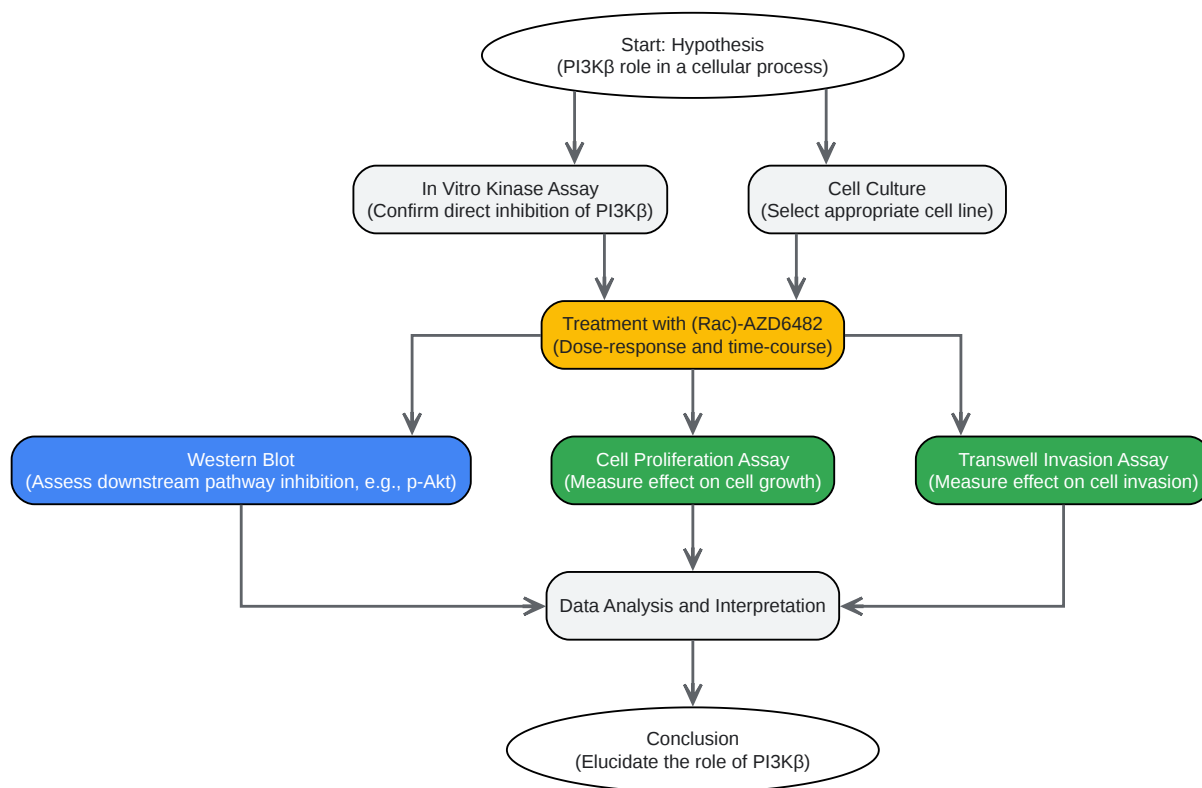 Start: Hypothesis
(PI3Kβ role in a cellular process)
In Vitro Kinase Assay
(Confirm direct inhibition of PI3Kβ)
Cell Culture
(Select appropriate cell line)
Treatment with (Rac)-AZD6482
(Dose-response and time-course)
Western Blot
(Assess downstream pathway inhibition, e.g., p-Akt)
Cell Proliferation Assay
(Measure effect on cell growth)
Transwell Invasion Assay
(Measure effect on cell invasion)
Data Analysis and Interpretation
Conclusion
(Elucidate the role of PI3Kβ)